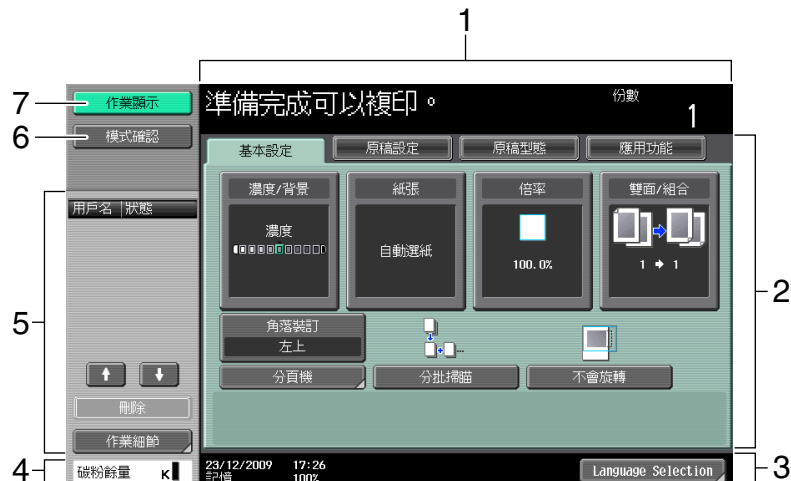 1
7
作業顯示
準備完成可以複印。
份數
1
6
模式確認
基本設定
原稿設定
原稿型態
應用功能
濃度/背景
紙張
倍率
雙面/組合
用戶名
狀態
濃度
自動選紙
100.0%
1 → 1
2
5
角落裝訂
左上
分頁機
分批掃描
不會旋轉
刪除
作業細節
4
碳粉餘量
K
23/12/2009 17:26
記憶 100%
Language Selection
3